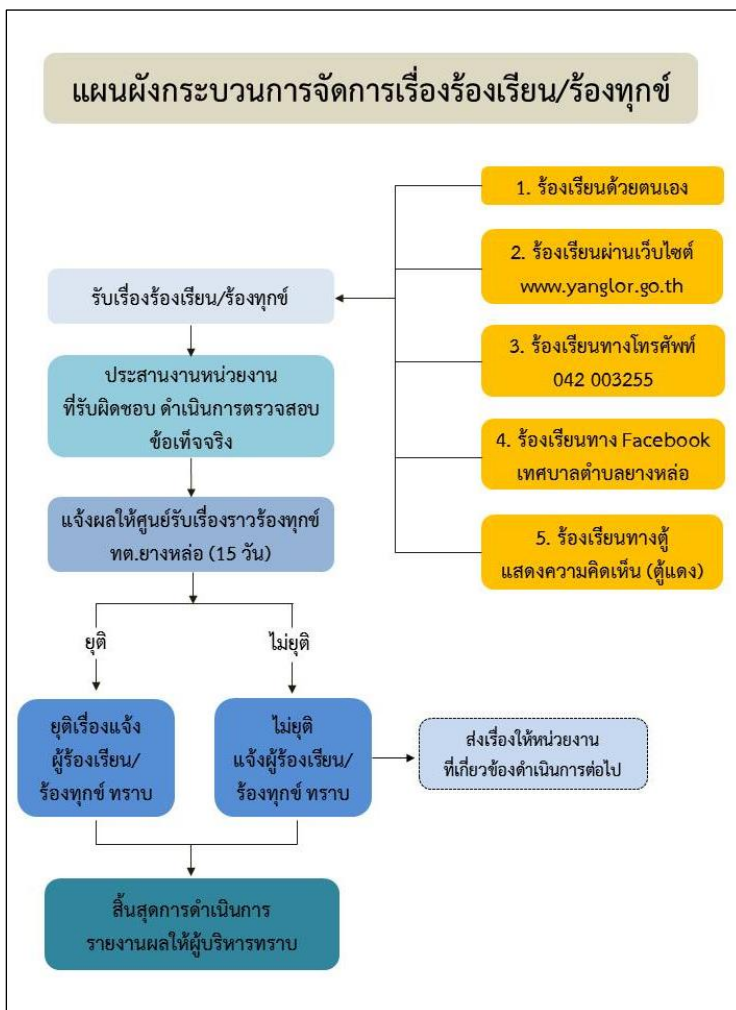 แผนผังกระบวนการจัดการเรื่องร้องเรียน/ร้องทุกข์
1. ร้องเรียนด้วยตนเอง
2. ร้องเรียนผ่านเว็บไซต์
www.yanglor.go.th
3. ร้องเรียนทางโทรศัพท์
042 003255
4. ร้องเรียนทาง Facebook
เทศบาลตำบลยางหล่อ
5. ร้องเรียนทางตู้
แสดงความคิดเห็น (ตู้แดง)
รับเรื่องร้องเรียน/ร้องทุกข์
ประสานงานหน่วยงาน
ที่รับผิดชอบ ดำเนินการตรวจสอบ
ข้อเท็จจริง
แจ้งผลให้ศูนย์รับเรื่องราวร้องทุกข์
ทต.ยางหล่อ (15 วัน)
ยุติ
ไม่ยุติ
ยุติเรื่องแจ้ง
ผู้ร้องเรียน/
ร้องทุกข์ ทราบ
ไม่ยุติ
แจ้งผู้ร้องเรียน/
ร้องทุกข์ ทราบ
ส่งเรื่องให้หน่วยงาน
ที่เกี่ยวข้องดำเนินการต่อไป
สิ้นสุดการดำเนินการ
รายงานผลให้ผู้บริหารทราบ